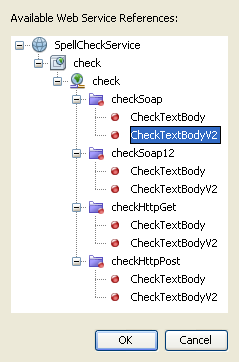 Available Web Service References:
SpellCheckService
check
check
checkSoap
CheckTextBody
CheckTextBodyV2
checkSoap12
CheckTextBody
CheckTextBodyV2
checkHttpGet
CheckTextBody
CheckTextBodyV2
checkHttpPost
CheckTextBody
CheckTextBodyV2
OK Cancel